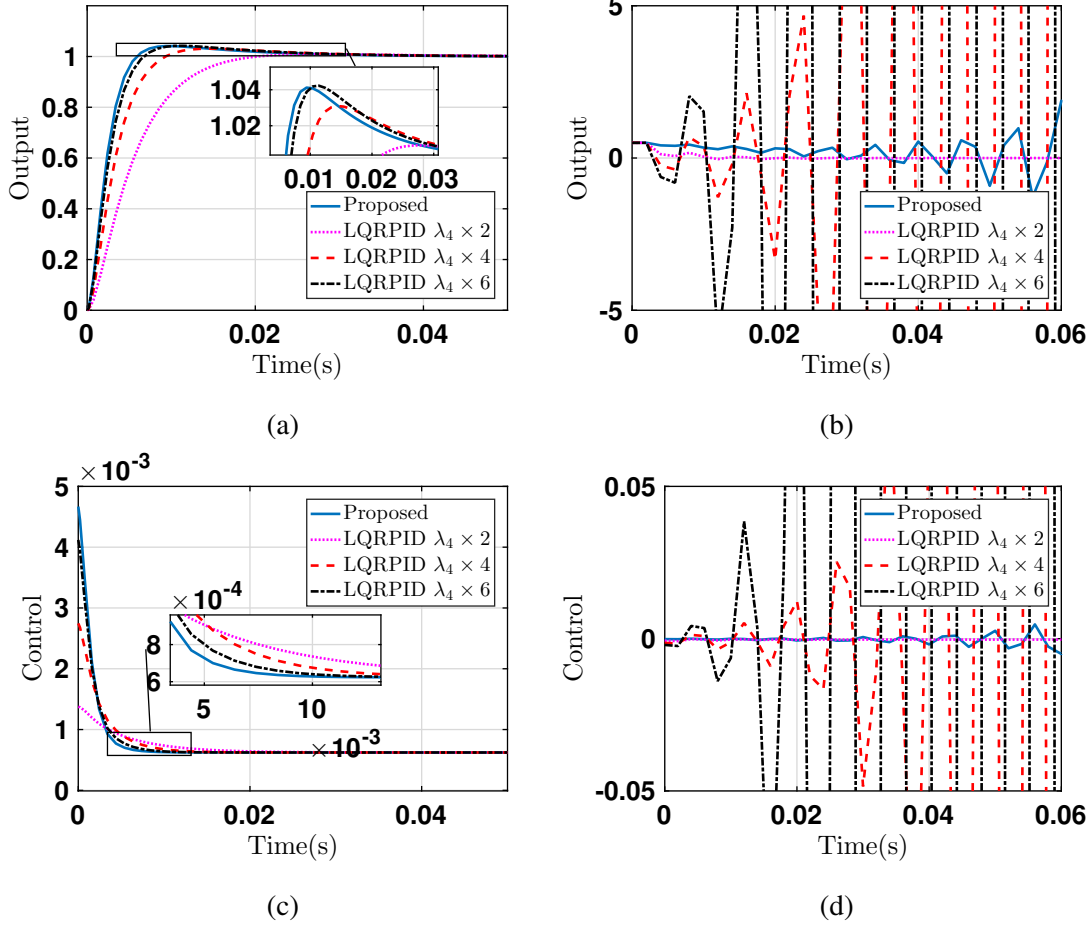 1
0.8
0.6
0.4
0.2
0
Output
1.04
1.02
0.01 0.02 0.03
Proposed
LQRPID λ₄ × 2
LQRPID λ₄ × 4
LQRPID λ₄ × 6
0 0.02 0.04
Time(s)
(a)
5
0
-5
Output
Proposed
LQRPID λ₄ × 2
LQRPID λ₄ × 4
LQRPID λ₄ × 6
0 0.02 0.04 0.06
Time(s)
(b)
× 10⁻³
5
4
3
2
1
0
Control
Proposed
LQRPID λ₄ × 2
LQRPID λ₄ × 4
LQRPID λ₄ × 6
× 10⁻⁴
8
6
5 10
× 10⁻³
0 0.02 0.04
Time(s)
(c)
0.05
0
-0.05
Control
Proposed
LQRPID λ₄ × 2
LQRPID λ₄ × 4
LQRPID λ₄ × 6
0 0.02 0.04 0.06
Time(s)
(d)